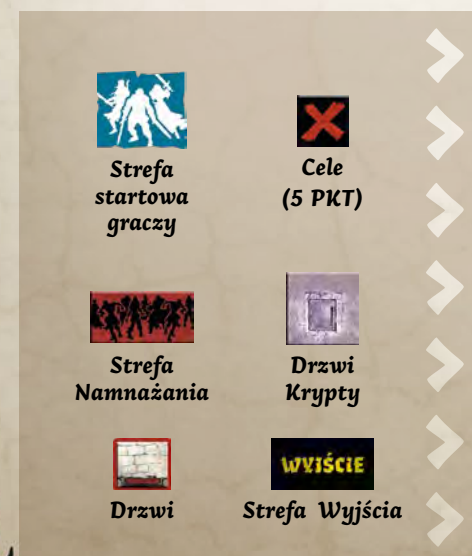 Strefa
startowa
graczy
Cele
(5 PKT)
Strefa
Namnażania
Drzwi
Krypty
Drzwi
WYJŚCIE
Strefa Wyjścia